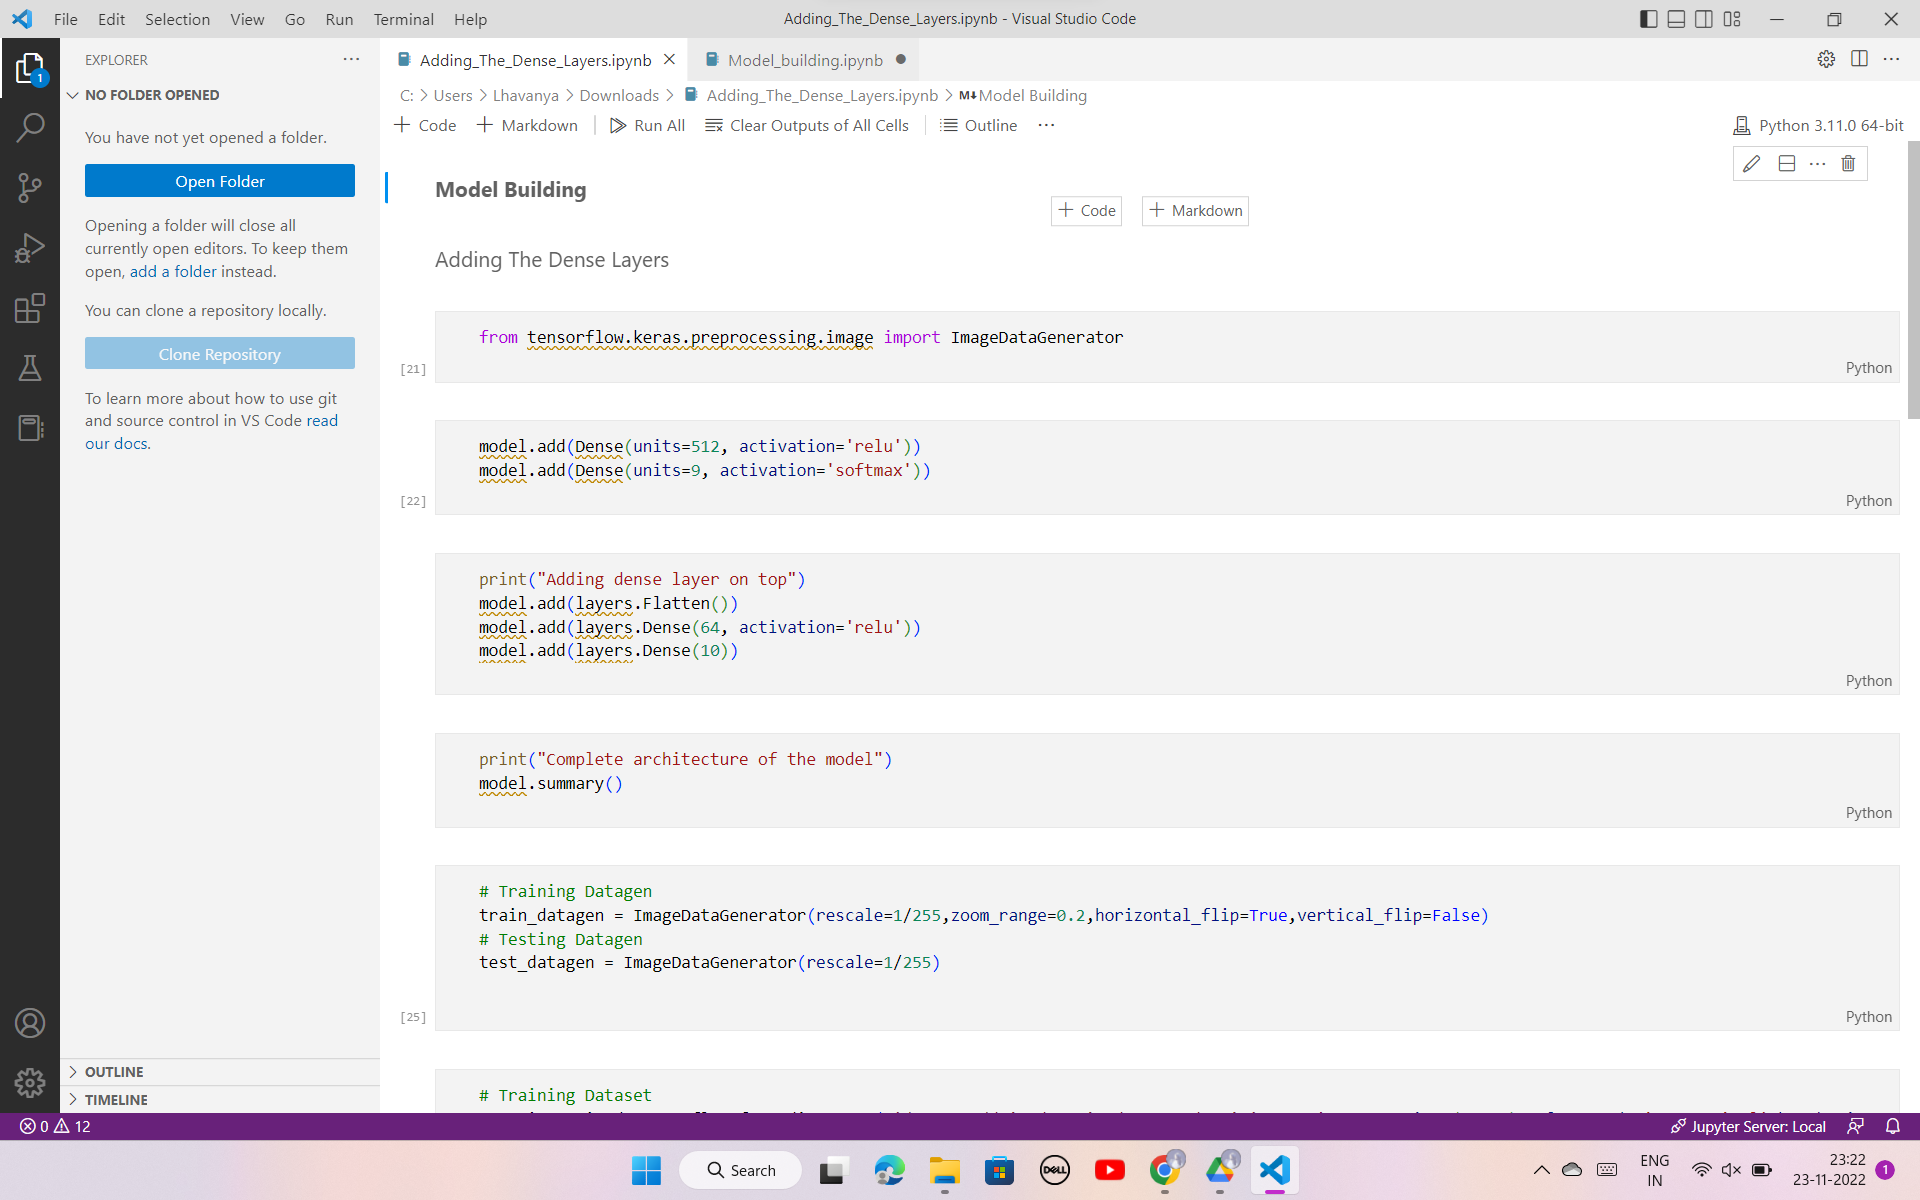 File Edit Selection View Go Run Terminal Help
Adding_The_Dense_Layers.ipynb - Visual Studio Code
EXPLORER
1
NO FOLDER OPENED
You have not yet opened a folder.
Open Folder
Opening a folder will close all
currently open editors. To keep them
open, add a folder instead.
You can clone a repository locally.
Clone Repository
To learn more about how to use git
and source control in VS Code read
our docs.
OUTLINE
TIMELINE
Adding_The_Dense_Layers.ipynb
Model_building.ipynb
C: > Users > Lhavanya > Downloads > Adding_The_Dense_Layers.ipynb > M↓Model Building
+ Code + Markdown Run All Clear Outputs of All Cells Outline ···
Python 3.11.0 64-bit
Model Building
+ Code + Markdown
Adding The Dense Layers
from tensorflow.keras.preprocessing.image import ImageDataGenerator
[21]
Python
model.add(Dense(units=512, activation='relu'))
model.add(Dense(units=9, activation='softmax'))
[22]
Python
print("Adding dense layer on top")
model.add(layers.Flatten())
model.add(layers.Dense(64, activation='relu'))
model.add(layers.Dense(10))
Python
print("Complete architecture of the model")
model.summary()
Python
# Training Datagen
train_datagen = ImageDataGenerator(rescale=1/255,zoom_range=0.2,horizontal_flip=True,vertical_flip=False)
# Testing Datagen
test_datagen = ImageDataGenerator(rescale=1/255)
[25]
Python
# Training Dataset
0 12
Jupyter Server: Local
Search
DELL
ENG
IN
23:22
23-11-2022
1